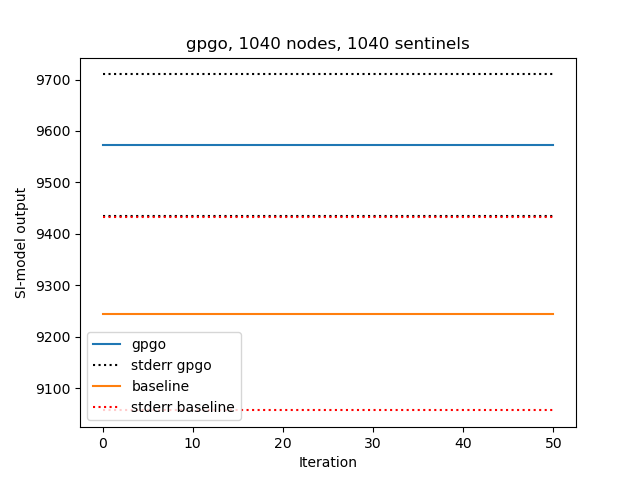 gpgo, 1040 nodes, 1040 sentinels
SI-model output
9700
9600
9500
9400
9300
9200
9100
gpgo
stderr gpgo
baseline
stderr baseline
0 10 20 30 40 50
Iteration